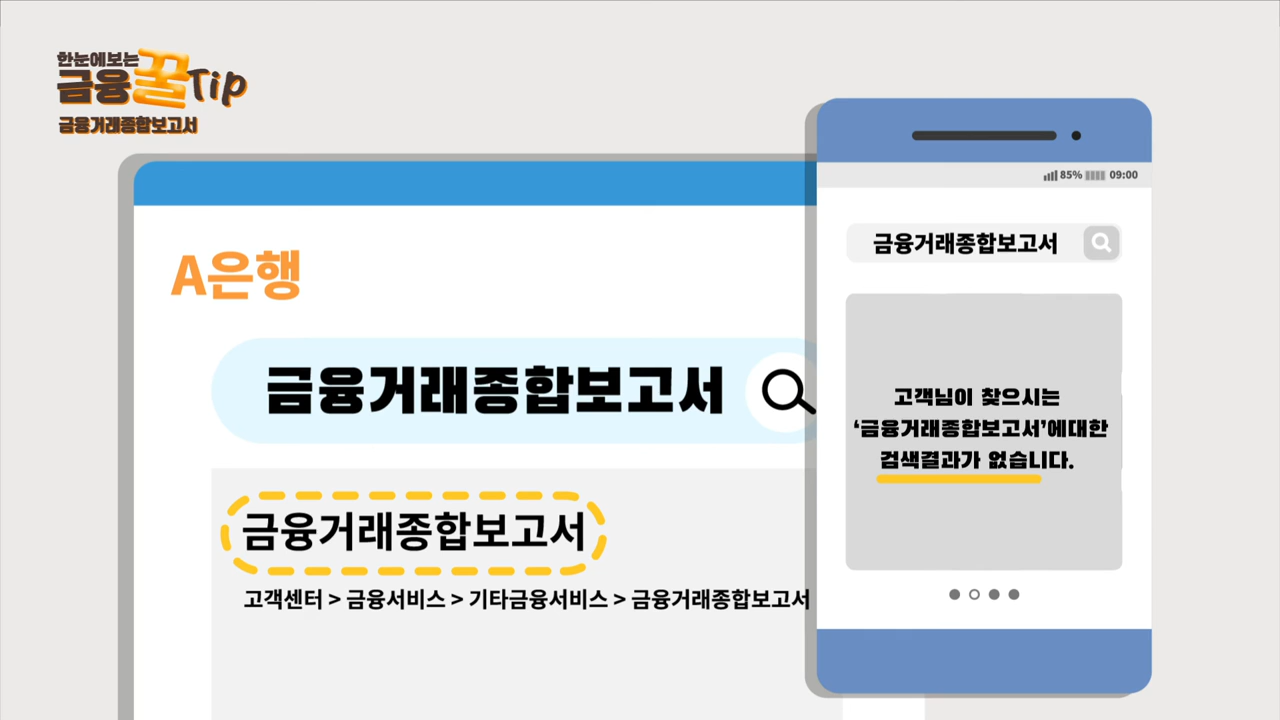 한눈에보는
금융꿀Tip
금융거래종합보고서
A은행
금융거래종합보고서
금융거래종합보고서
고객센터 > 금융서비스 > 기타금융서비스 > 금융거래종합보고서
85% 09:00
금융거래종합보고서
고객님이 찾으시는
‘금융거래종합보고서’에대한
검색결과가 없습니다.